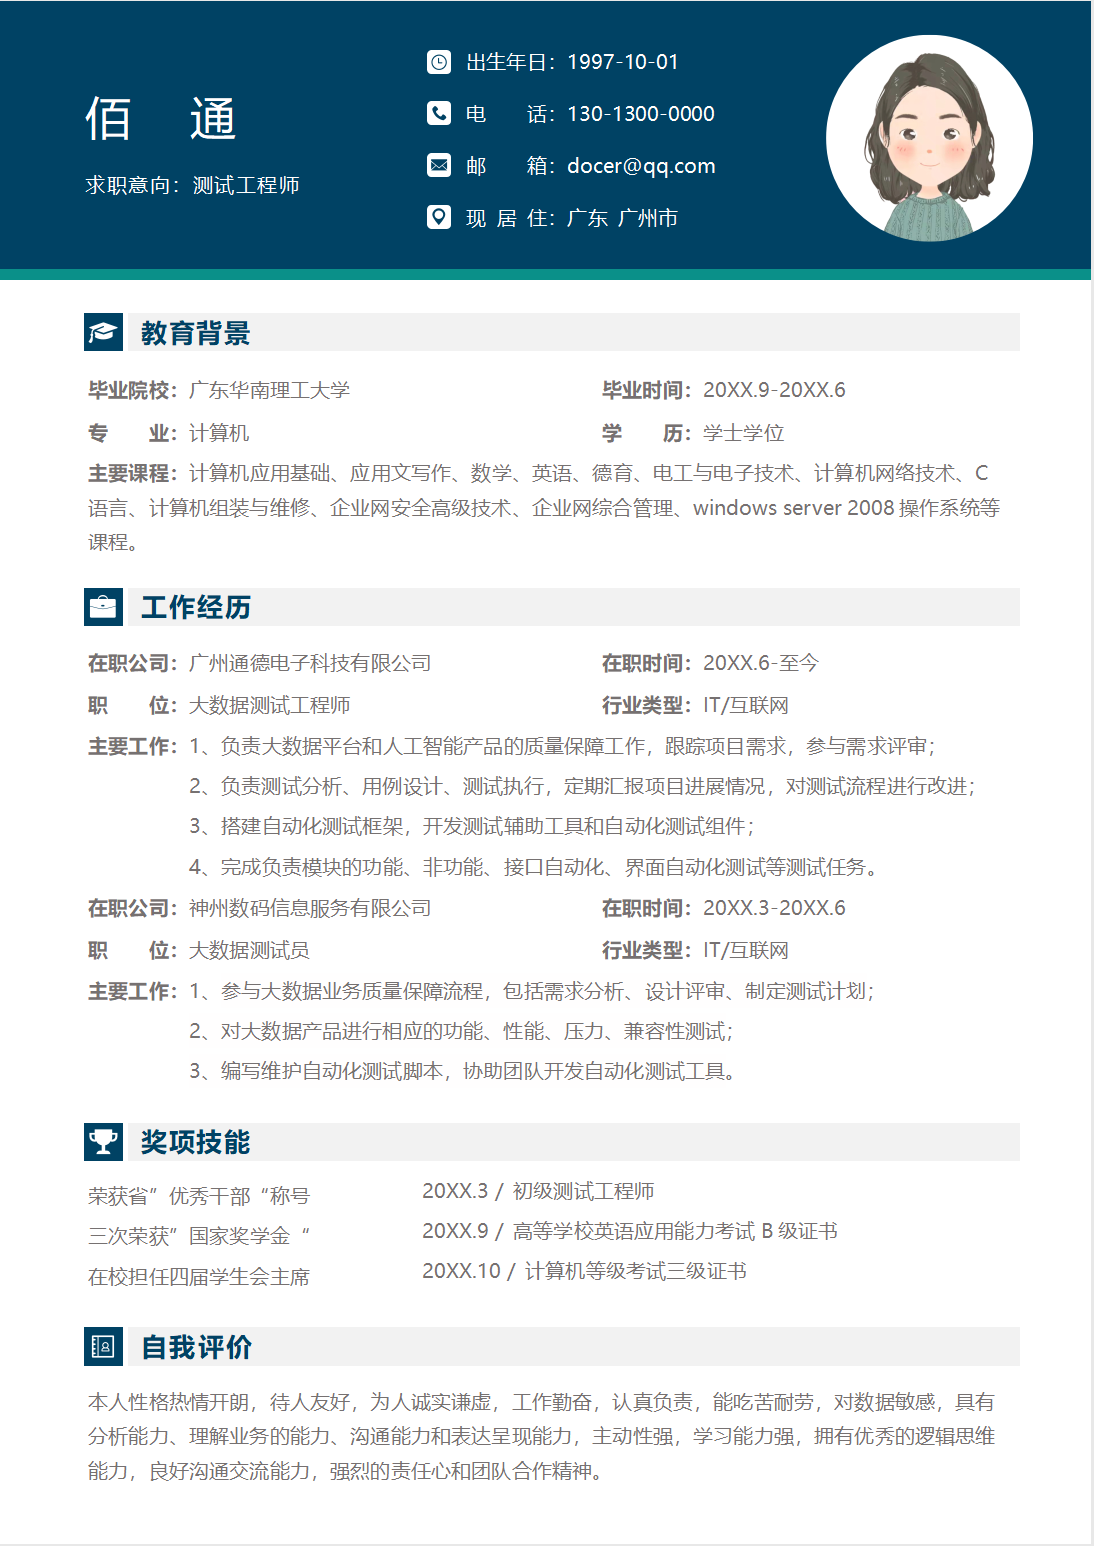 佰 通
求职意向：测试工程师
出生年日：1997-10-01
电 话：130-1300-0000
邮 箱：docer@qq.com
现 居 住：广东 广州市
教育背景
毕业院校：广东华南理工大学 毕业时间：20XX.9-20XX.6
专 业：计算机 学 历：学士学位
主要课程：计算机应用基础、应用文写作、数学、英语、德育、电工与电子技术、计算机网络技术、C
语言、计算机组装与维修、企业网安全高级技术、企业网综合管理、windows server 2008 操作系统等
课程。
工作经历
在职公司：广州通德电子科技有限公司 在职时间：20XX.6-至今
职 位：大数据测试工程师 行业类型：IT/互联网
主要工作：1、负责大数据平台和人工智能产品的质量保障工作，跟踪项目需求，参与需求评审；
2、负责测试分析、用例设计、测试执行，定期汇报项目进展情况，对测试流程进行改进；
3、搭建自动化测试框架，开发测试辅助工具和自动化测试组件；
4、完成负责模块的功能、非功能、接口自动化、界面自动化测试等测试任务。
在职公司：神州数码信息服务有限公司 在职时间：20XX.3-20XX.6
职 位：大数据测试员 行业类型：IT/互联网
主要工作：1、参与大数据业务质量保障流程，包括需求分析、设计评审、制定测试计划；
2、对大数据产品进行相应的功能、性能、压力、兼容性测试；
3、编写维护自动化测试脚本，协助团队开发自动化测试工具。
奖项技能
荣获省”优秀干部“称号
三次荣获”国家奖学金“
在校担任四届学生会主席
20XX.3 / 初级测试工程师
20XX.9 / 高等学校英语应用能力考试 B 级证书
20XX.10 / 计算机等级考试三级证书
自我评价
本人性格热情开朗，待人友好，为人诚实谦虚，工作勤奋，认真负责，能吃苦耐劳，对数据敏感，具有
分析能力、理解业务的能力、沟通能力和表达呈现能力，主动性强，学习能力强，拥有优秀的逻辑思维
能力，良好沟通交流能力，强烈的责任心和团队合作精神。